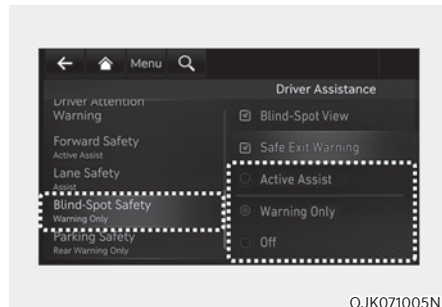 Menu
Driver Assistance
Driver Attention
Warning
Forward Safety
Active Assist
Lane Safety
Assist
Blind-Spot Safety
Warning Only
Parking Safety
Rear Warning Only
Blind-Spot View
Safe Exit Warning
Active Assist
Warning Only
Off
OJK071005N